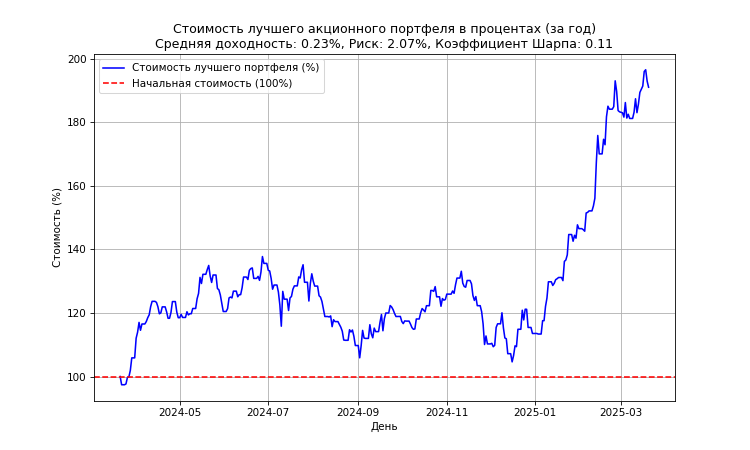 Стоимость лучшего акционного портфеля в процентах (за год)
Средняя доходность: 0.23%, Риск: 2.07%, Коэффициент Шарпа: 0.11
Стоимость лучшего портфеля (%)
Начальная стоимость (100%)
Стоимость (%)
200
180
160
140
120
100
2024-05
2024-07
2024-09
2024-11
2025-01
2025-03
День